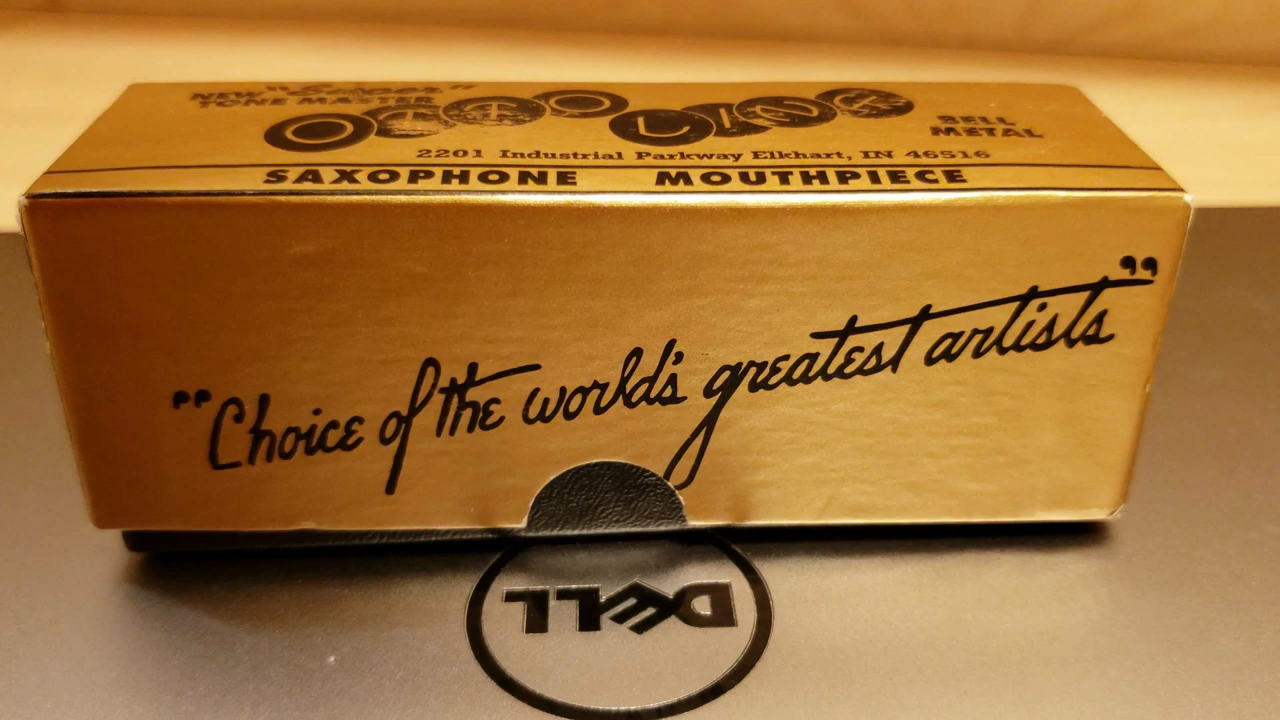 NEW "Super"
TONE MASTER
OTTO LINK
BELL
METAL
2201 Industrial Parkway Elkhart, IN 46516
SAXOPHONE MOUTHPIECE
"Choice of the world's greatest artists"
DELL